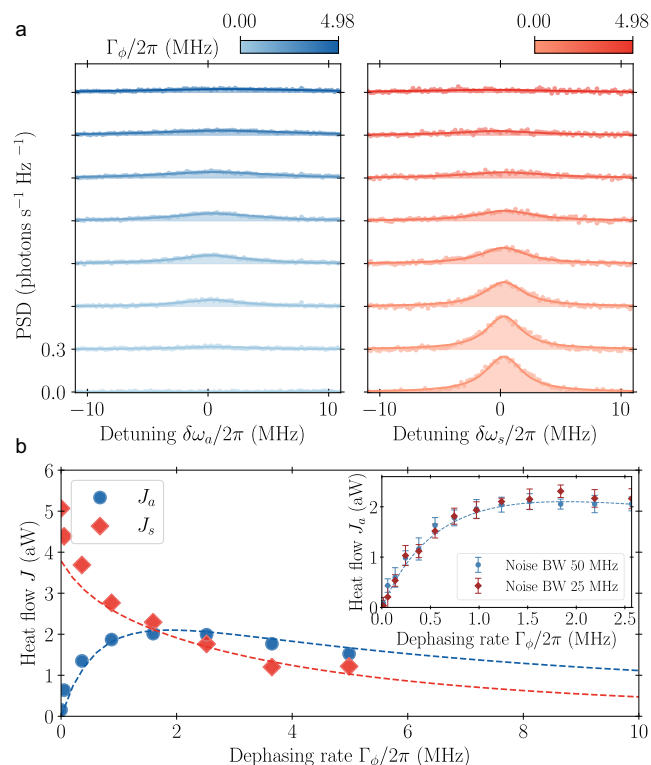 a
0.00 4.98 0.00 4.98
Γ_ϕ/2π (MHz)
PSD (photons s⁻¹ Hz⁻¹)
0.3
0.0
−10 0 10 −10 0 10
Detuning δω_a/2π (MHz) Detuning δω_s/2π (MHz)
b
6
5
4
3
2
1
0
Heat flow J (aW)
J_a
J_s
Heat flow J_a (aW)
2
1
0
Noise BW 50 MHz
Noise BW 25 MHz
0.0 0.5 1.0 1.5 2.0 2.5
Dephasing rate Γ_ϕ/2π (MHz)
0 2 4 6 8 10
Dephasing rate Γ_ϕ/2π (MHz)